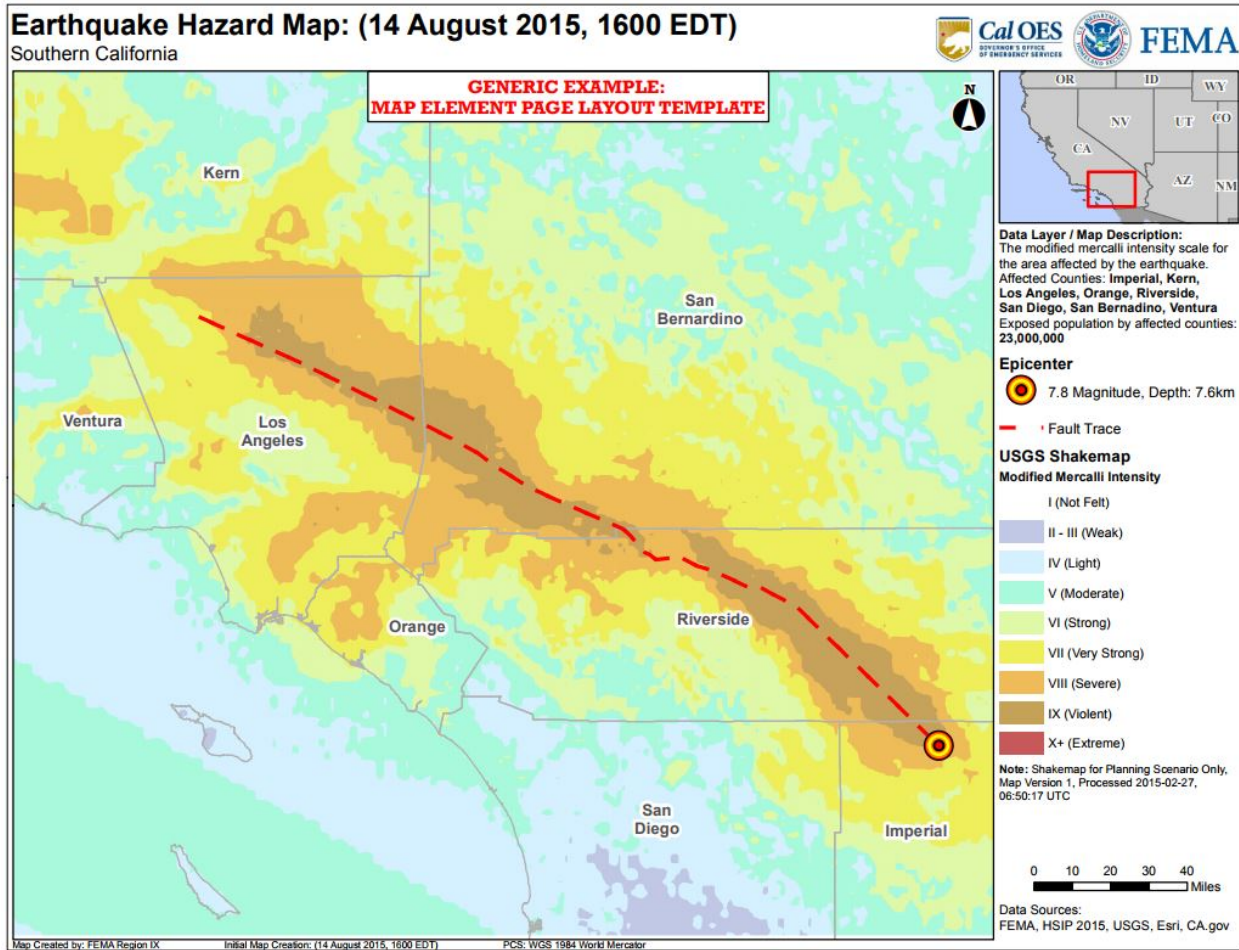 Earthquake Hazard Map: (14 August 2015, 1600 EDT)
Southern California
Cal OES
GOVERNOR'S OFFICE
OF EMERGENCY SERVICES
FEMA
GENERIC EXAMPLE:
MAP ELEMENT PAGE LAYOUT TEMPLATE
N
Kern
San
Bernardino
Ventura
Los
Angeles
Orange
Riverside
San
Diego
Imperial
OR
ID
WY
NV
UT
CO
CA
AZ
NM
Data Layer / Map Description:
The modified mercalli intensity scale for
the area affected by the earthquake.
Affected Counties: Imperial, Kern,
Los Angeles, Orange, Riverside,
San Diego, San Bernadino, Ventura
Exposed population by affected counties:
23,000,000
Epicenter
7.8 Magnitude, Depth: 7.6km
Fault Trace
USGS Shakemap
Modified Mercalli Intensity
I (Not Felt)
II - III (Weak)
IV (Light)
V (Moderate)
VI (Strong)
VII (Very Strong)
VIII (Severe)
IX (Violent)
X+ (Extreme)
Note: Shakemap for Planning Scenario Only,
Map Version 1, Processed 2015-02-27,
06:50:17 UTC
0 10 20 30 40
Miles
Data Sources:
FEMA, HSIP 2015, USGS, Esri, CA.gov
Map Created by: FEMA Region IX Initial Map Creation: (14 August 2015, 1600 EDT) PCS: WGS 1984 World Mercator